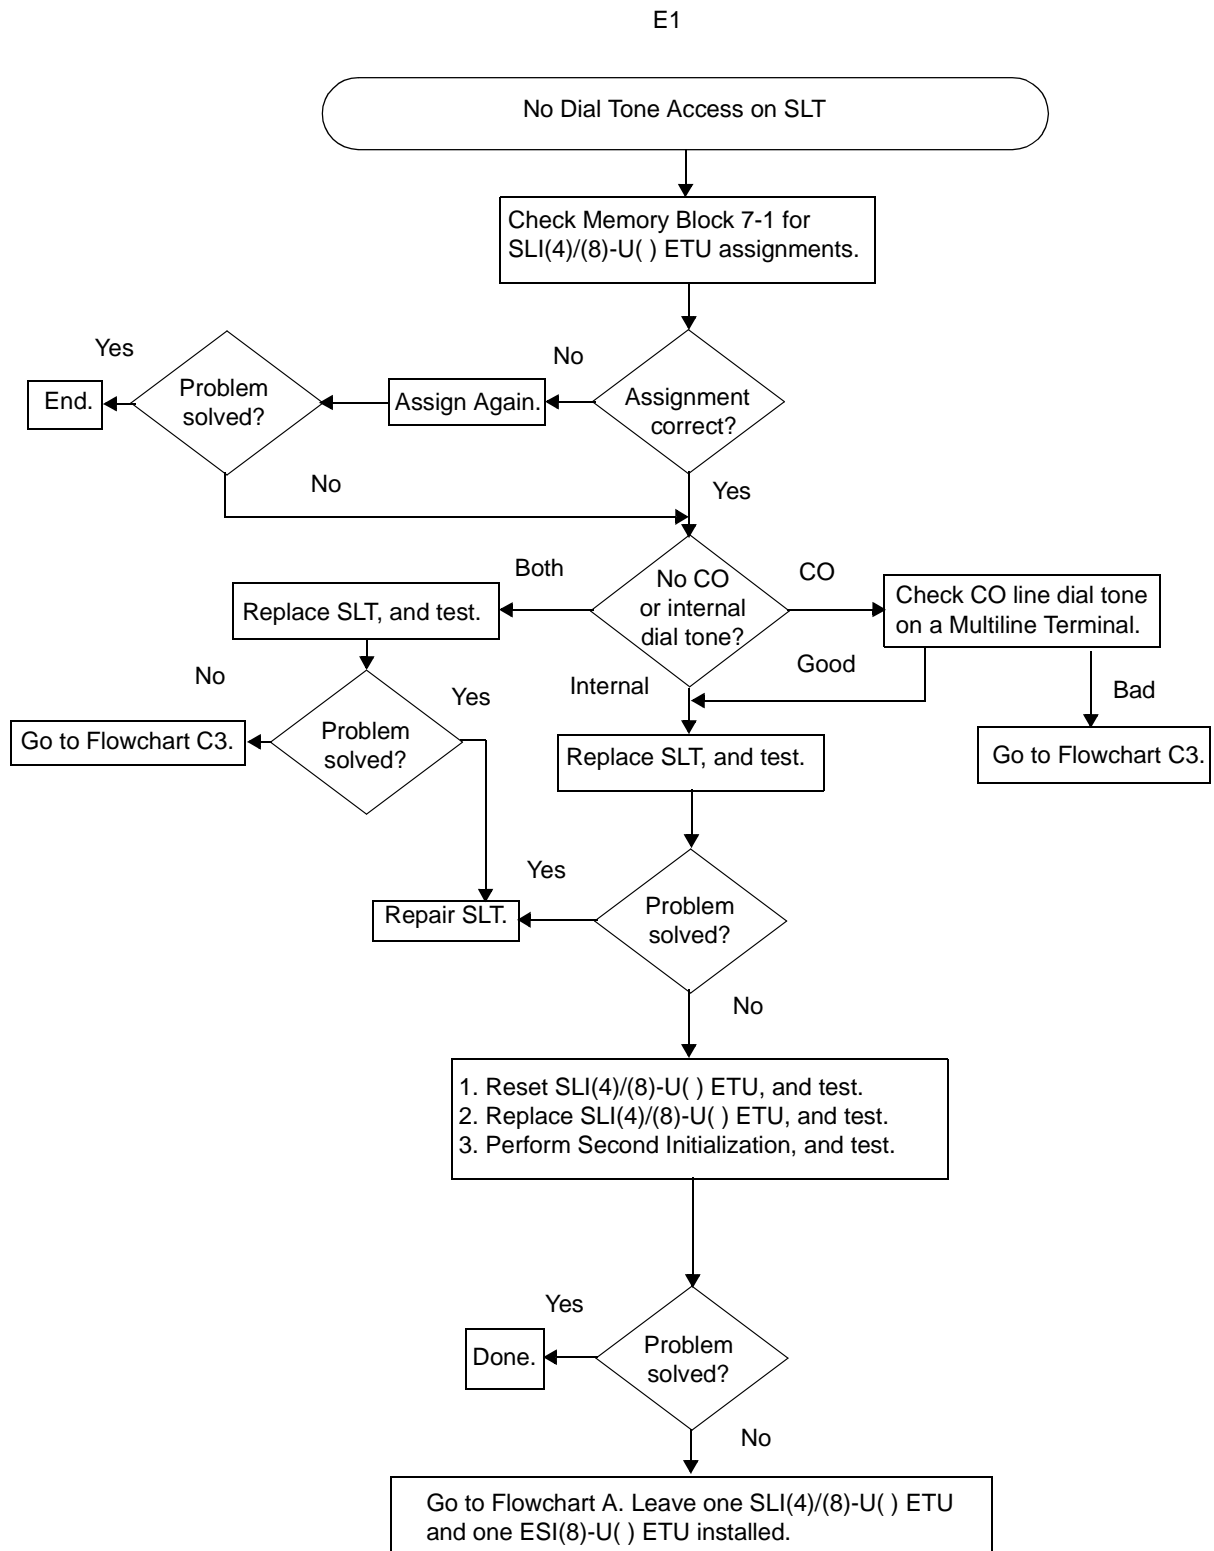 E1
No Dial Tone Access on SLT
Check Memory Block 7-1 for
SLI(4)/(8)-U( ) ETU assignments.
Yes
No
Problem
solved?
End.
Assign Again.
Assignment
correct?
No
Yes
Both
No CO
or internal
dial tone?
CO
Replace SLT, and test.
Check CO line dial tone
on a Multiline Terminal.
Good
No
Yes
Internal
Bad
Go to Flowchart C3.
Problem
solved?
Replace SLT, and test.
Go to Flowchart C3.
Yes
Repair SLT.
Problem
solved?
No
1. Reset SLI(4)/(8)-U( ) ETU, and test.
2. Replace SLI(4)/(8)-U( ) ETU, and test.
3. Perform Second Initialization, and test.
Yes
Done.
Problem
solved?
No
Go to Flowchart A. Leave one SLI(4)/(8)-U( ) ETU
and one ESI(8)-U( ) ETU installed.